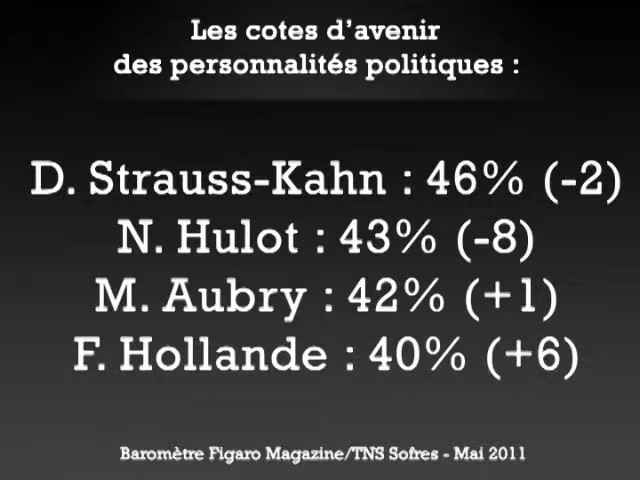 Les cotes d'avenir
des personnalités politiques :
D. Strauss-Kahn : 46% (-2)
N. Hulot : 43% (-8)
M. Aubry : 42% (+1)
F. Hollande : 40% (+6)
Baromètre Figaro Magazine/TNS Sofres - Mai 2011